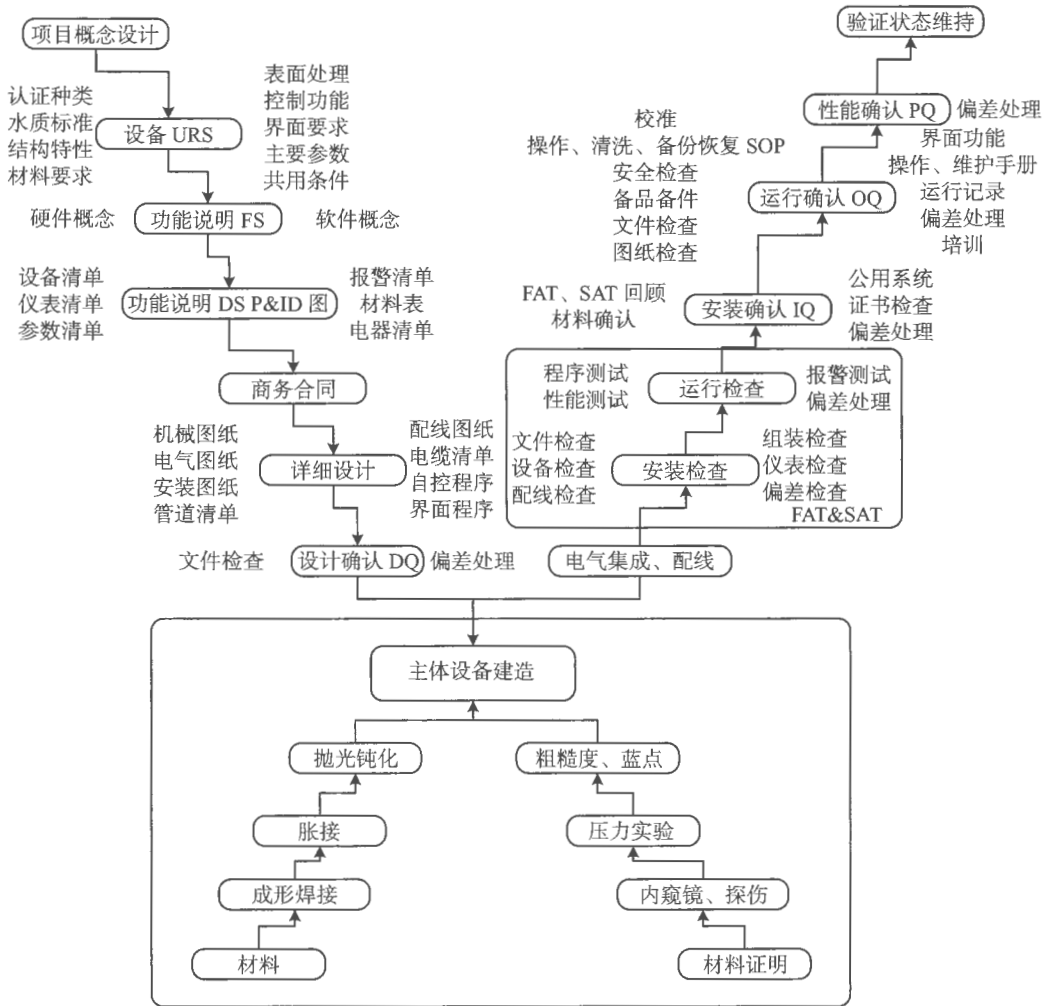 项目概念设计
认证种类
水质标准
结构特性
材料要求
设备 URS
表面处理
控制功能
界面要求
主要参数
共用条件
硬件概念
功能说明 FS
软件概念
设备清单
仪表清单
参数清单
功能说明 DS P&ID 图
报警清单
材料表
电器清单
商务合同
机械图纸
电气图纸
安装图纸
管道清单
详细设计
配线图纸
电缆清单
自控程序
界面程序
文件检查
设计确认 DQ
偏差处理
验证状态维持
性能确认 PQ
偏差处理
校准
操作、清洗、备份恢复 SOP
安全检查
备品备件
文件检查
图纸检查
运行确认 OQ
界面功能
操作、维护手册
运行记录
偏差处理
培训
FAT、SAT 回顾
材料确认
安装确认 IQ
公用系统
证书检查
偏差处理
程序测试
性能测试
运行检查
报警测试
偏差处理
文件检查
设备检查
配线检查
安装检查
组装检查
仪表检查
偏差检查
FAT&SAT
电气集成、配线
主体设备建造
抛光钝化
粗糙度、蓝点
胀接
压力实验
成形焊接
内窥镜、探伤
材料
材料证明